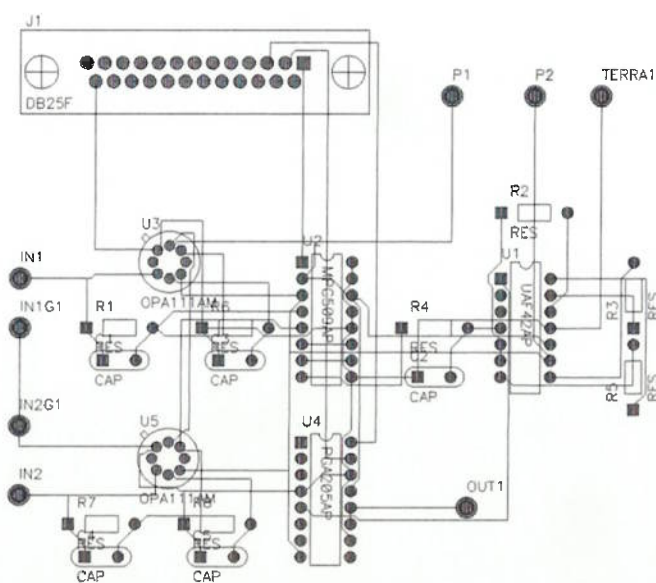 J1
DB25F
P1
P2
TERRA1
R2
RES
U3
U2
U1
IN1
OPA111AM
MPC509AP
UAF42AP
IN1G1
R1
R6
R4
R3
RES
RES
RES
C2
CAP
CAP
CAP
R5
RES
IN2G1
U5
U4
IN2
OPA111AM
PGA205AP
OUT1
R7
R8
C4
RES
RES
CAP
CAP